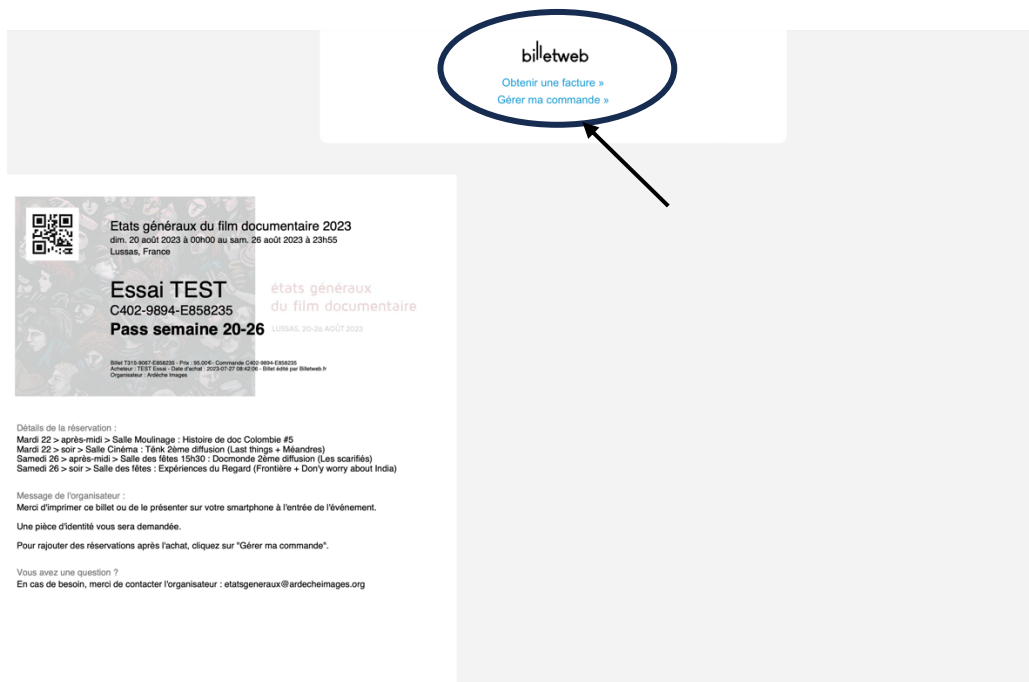 billetweb
Obtenir une facture »
Gérer ma commande »
Etats généraux du film documentaire 2023
dim. 20 août 2023 à 00h00 au sam. 26 août 2023 à 23h55
Lussas, France
Essai TEST
C402-9894-E858235
Pass semaine 20-26
états généraux
du film documentaire
LUSSAS, 20-26 AOÛT 2023
Billet T315-9067-E858235 - Prix : 95.00€- Commande C402-9894-E858235
Acheteur : TEST Essai - Date d'achat : 2023-07-27 08:42:06 - Billet édité par Billetweb.fr
Organisateur : Ardèche Images
Détails de la réservation :
Mardi 22 > après-midi > Salle Moulinage : Histoire de doc Colombie #5
Mardi 22 > soir > Salle Cinéma : Tënk 2ème diffusion (Last things + Méandres)
Samedi 26 > après-midi > Salle des fêtes 15h30 : Docmonde 2ème diffusion (Les scarifiés)
Samedi 26 > soir > Salle des fêtes : Expériences du Regard (Frontière + Don'y worry about India)
Message de l'organisateur :
Merci d'imprimer ce billet ou de le présenter sur votre smartphone à l'entrée de l'événement.
Une pièce d'identité vous sera demandée.
Pour rajouter des réservations après l'achat, cliquez sur "Gérer ma commande".
Vous avez une question ?
En cas de besoin, merci de contacter l'organisateur : etatsgeneraux@ardecheimages.org